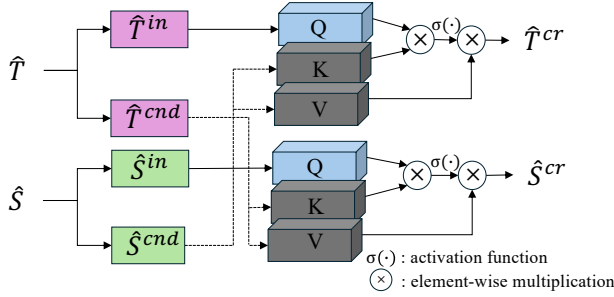 T̂
T̂^in
T̂^cnd
Q
K
V
σ(·)
×
×
T̂^cr
Ŝ
Ŝ^in
Ŝ^cnd
Q
K
V
σ(·)
×
×
Ŝ^cr
σ(·) : activation function
× : element-wise multiplication